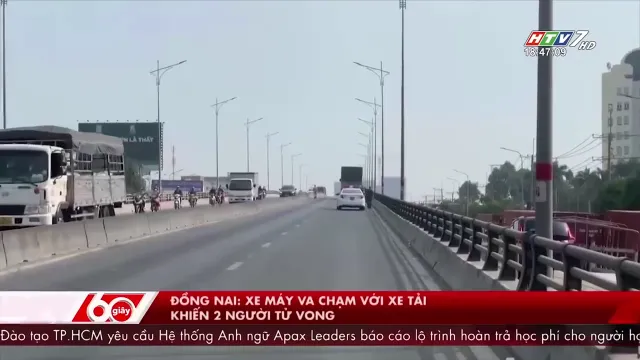 HTV7 HD
18:47:09
N LÀ THẤY
ĐỒNG NAI: XE MÁY VA CHẠM VỚI XE TẢI
60 giây
KHIẾN 2 NGƯỜI TỬ VONG
Đào tạo TP.HCM yêu cầu Hệ thống Anh ngữ Apax Leaders báo cáo lộ trình hoàn trả học phí cho người h